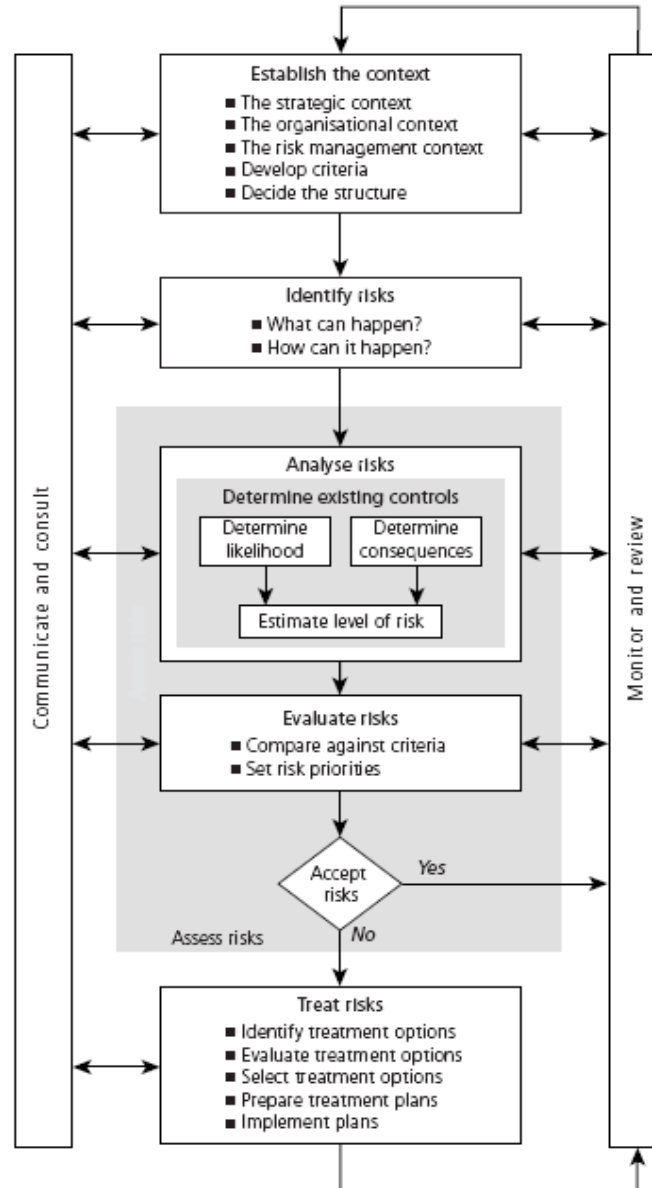 Establish the context
■ The strategic context
■ The organisational context
■ The risk management context
■ Develop criteria
■ Decide the structure
Identify risks
■ What can happen?
■ How can it happen?
Analyse risks
Determine existing controls
Determine
likelihood
Determine
consequences
Estimate level of risk
Evaluate risks
■ Compare against criteria
■ Set risk priorities
Accept
risks
Yes
No
Assess risks
Treat risks
■ Identify treatment options
■ Evaluate treatment options
■ Select treatment options
■ Prepare treatment plans
■ Implement plans
Communicate and consult
Monitor and review